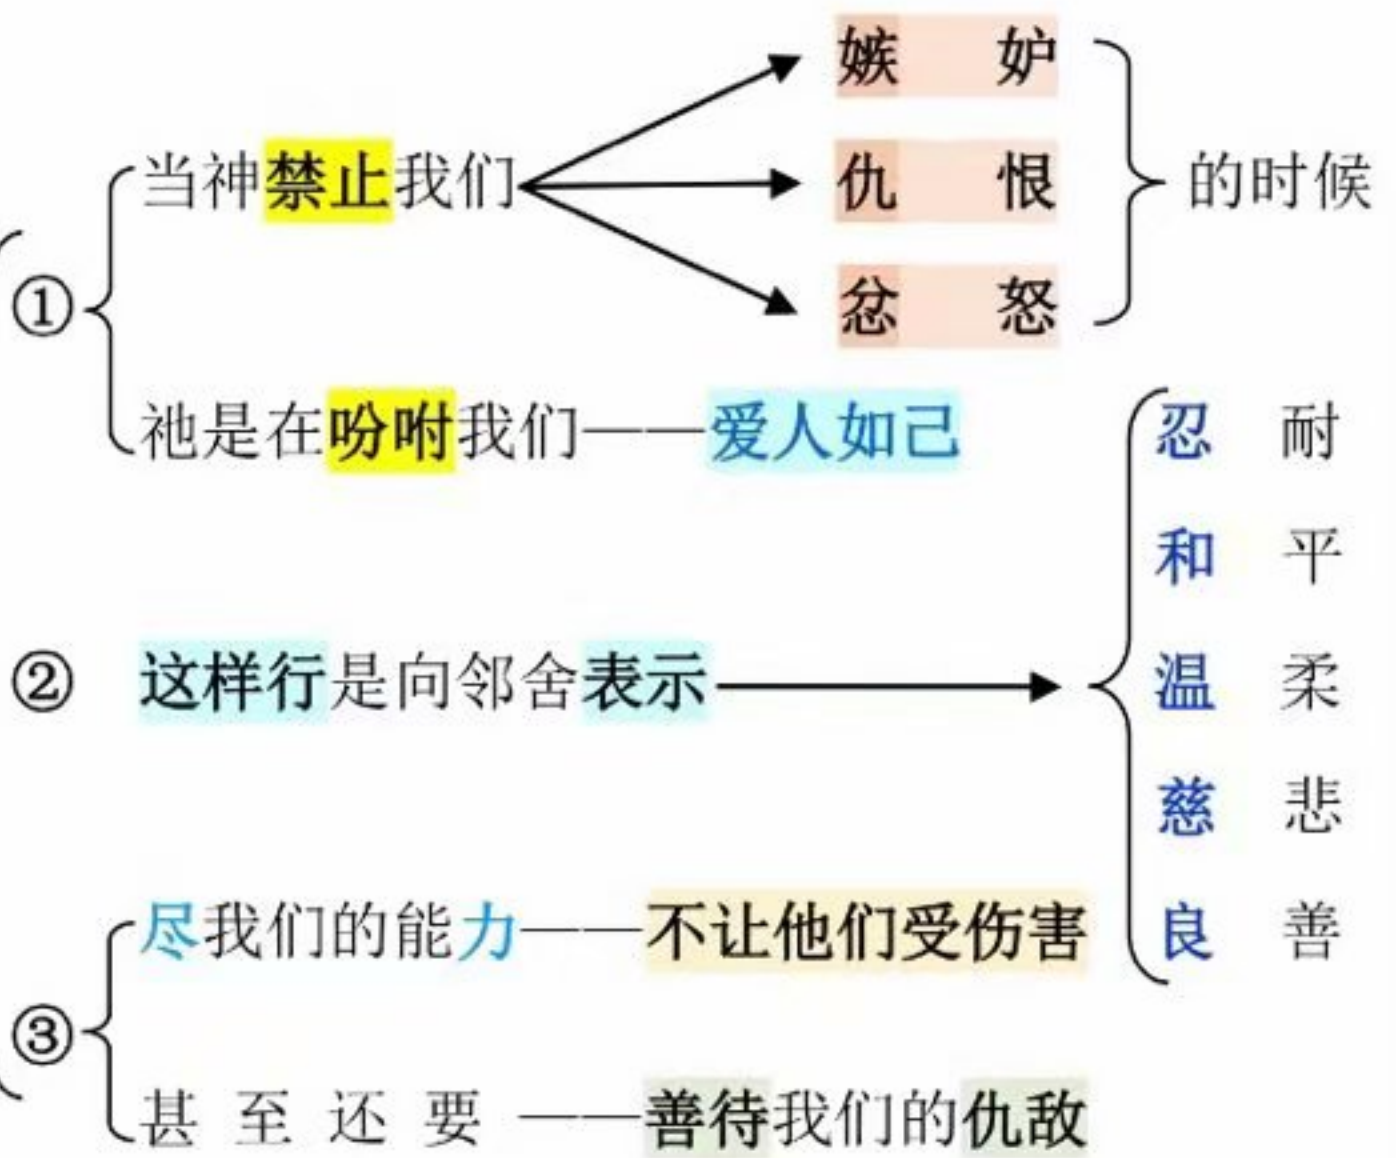 嫉 妒
当神禁止我们 仇 恨 的时候
忿 怒
①
祂是在吩咐我们——爱人如己
忍 耐
和 平
② 这样行是向邻舍表示 温 柔
慈 悲
尽我们的能力——不让他们受伤害 良 善
③
甚 至 还 要 ——善待我们的仇敌